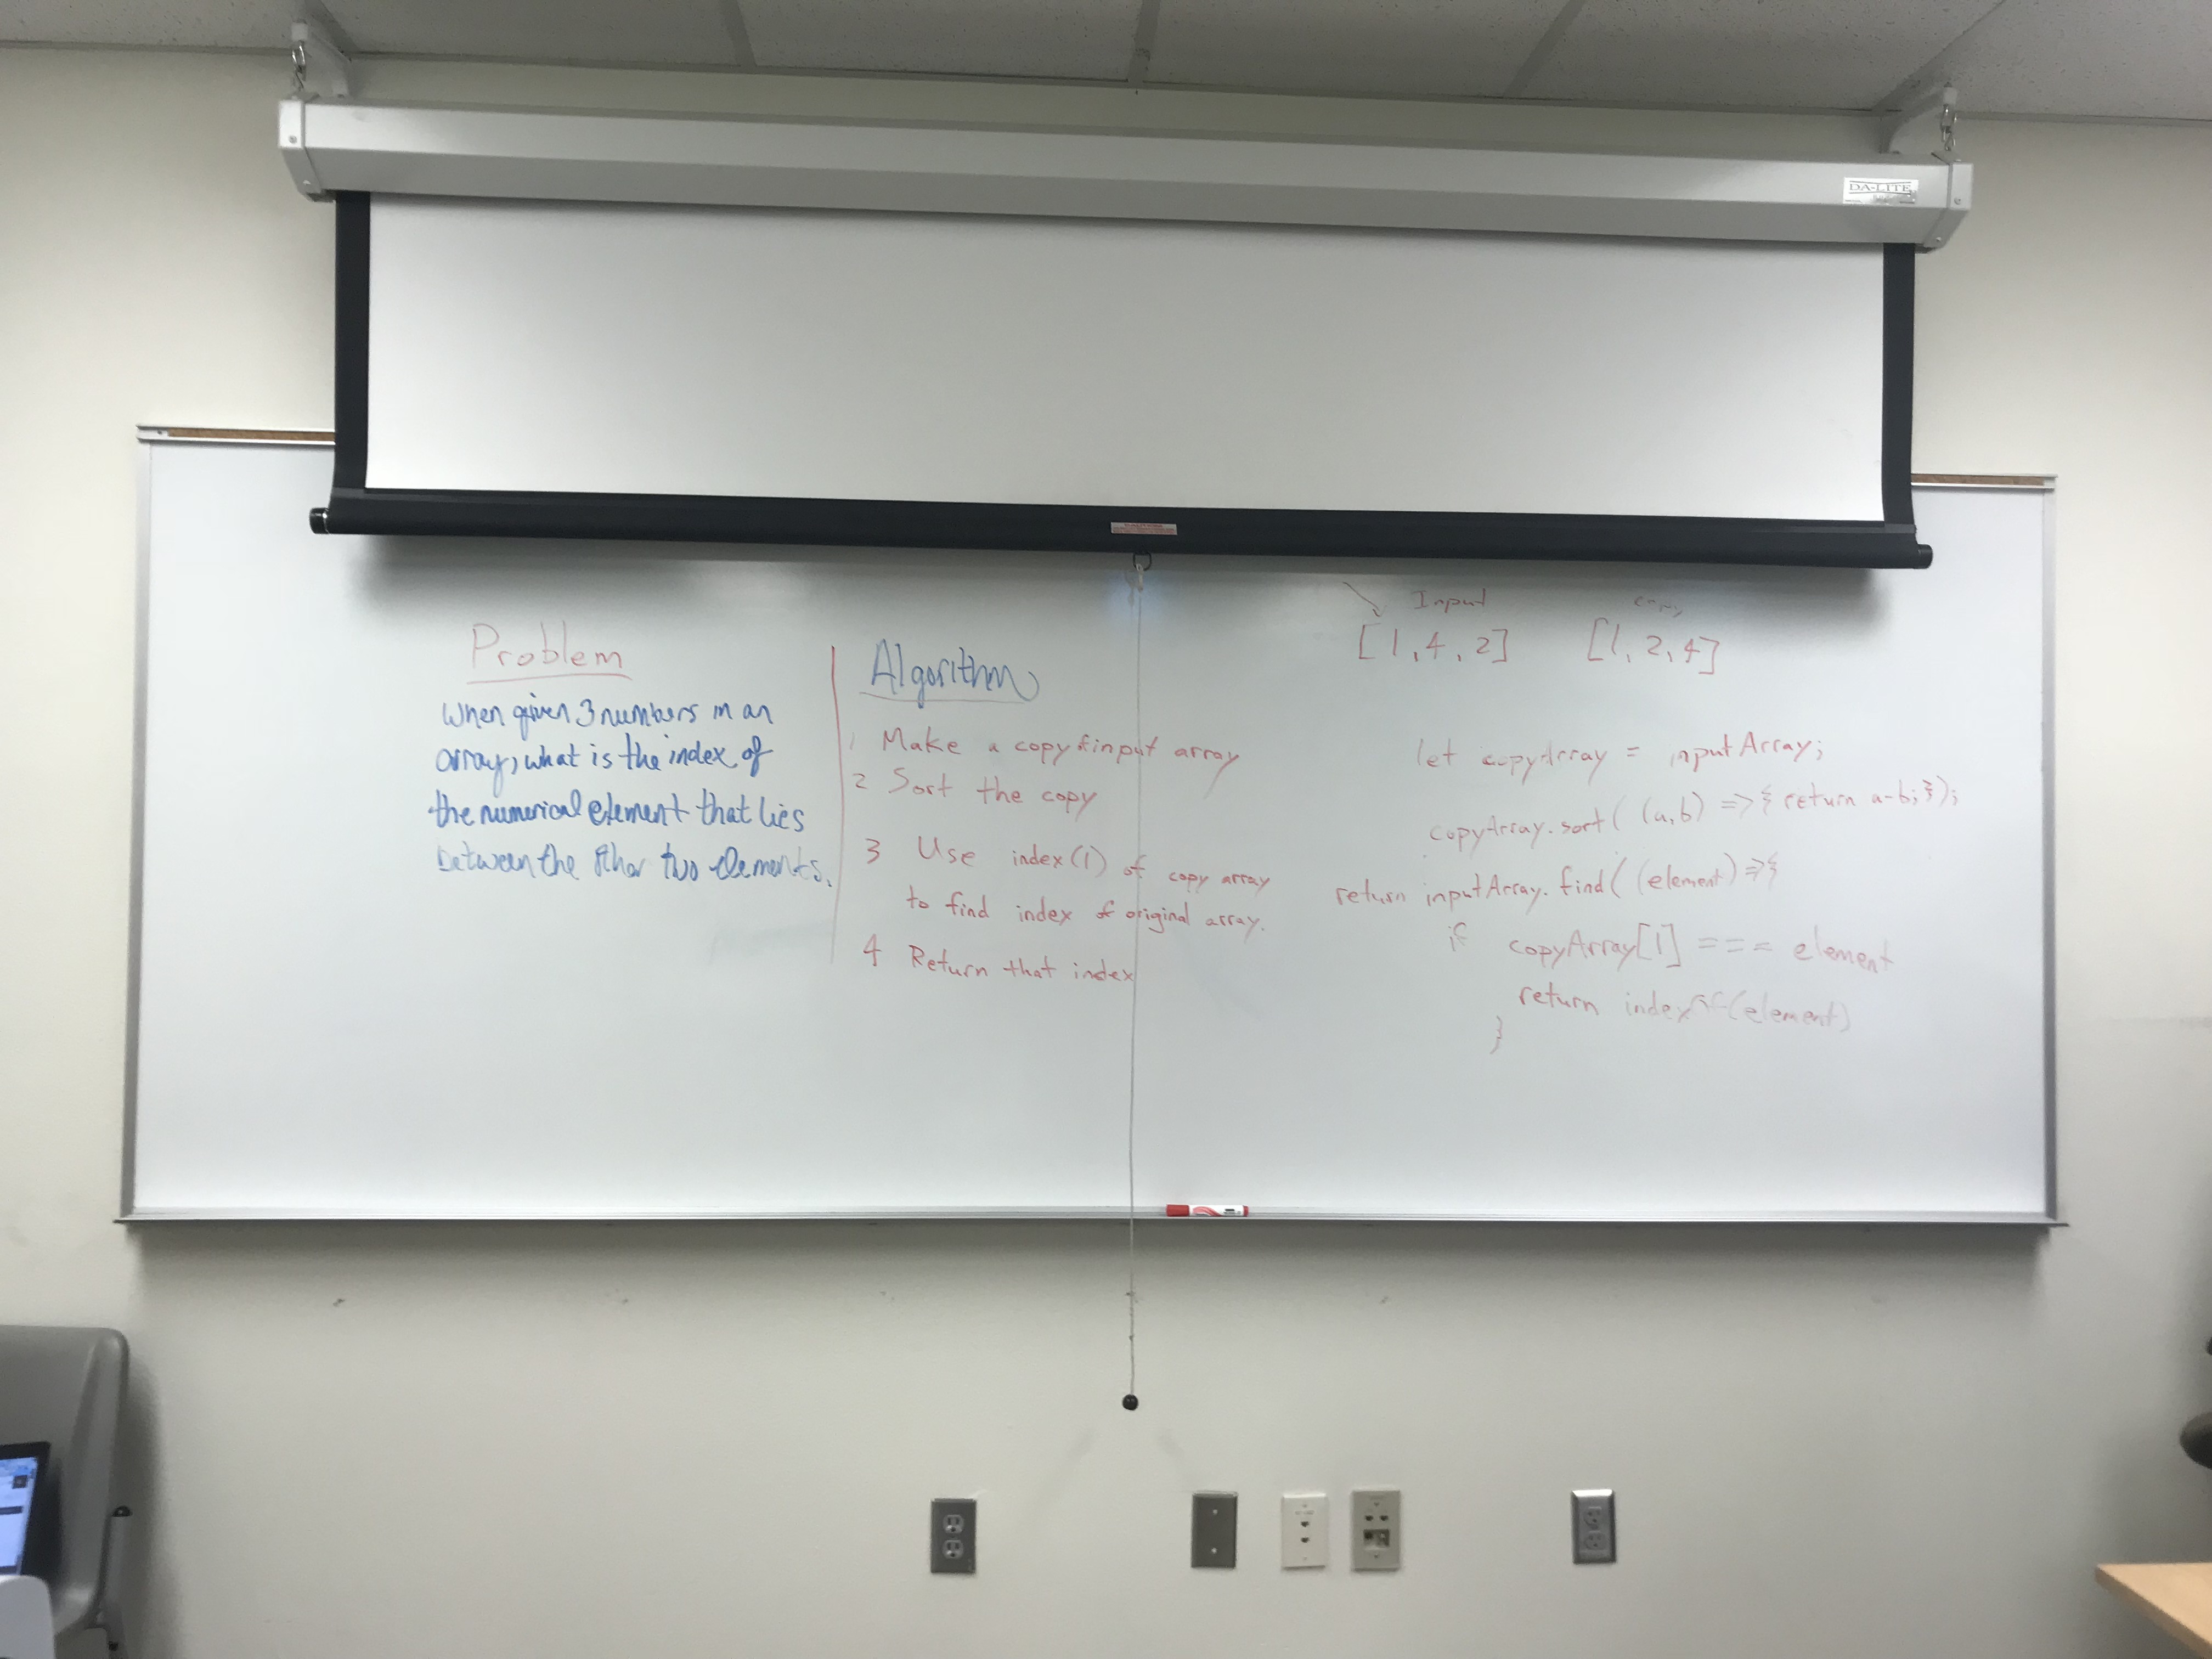 DA-LITE
Problem
When given 3 numbers in an
array, what is the index of
the numerical element that lies
between the other two elements.
Algorithm
1 Make a copy of input array
2 Sort the copy
3 Use index(1) of copy array
to find index of original array.
4 Return that index
Input copy
[1,4,2] [1,2,4]
let copyArray = inputArray;
copyArray.sort( (a,b) => { return a-b; });
return inputArray.find( (element) => {
if copyArray[1] === element
return indexOf(element)
}